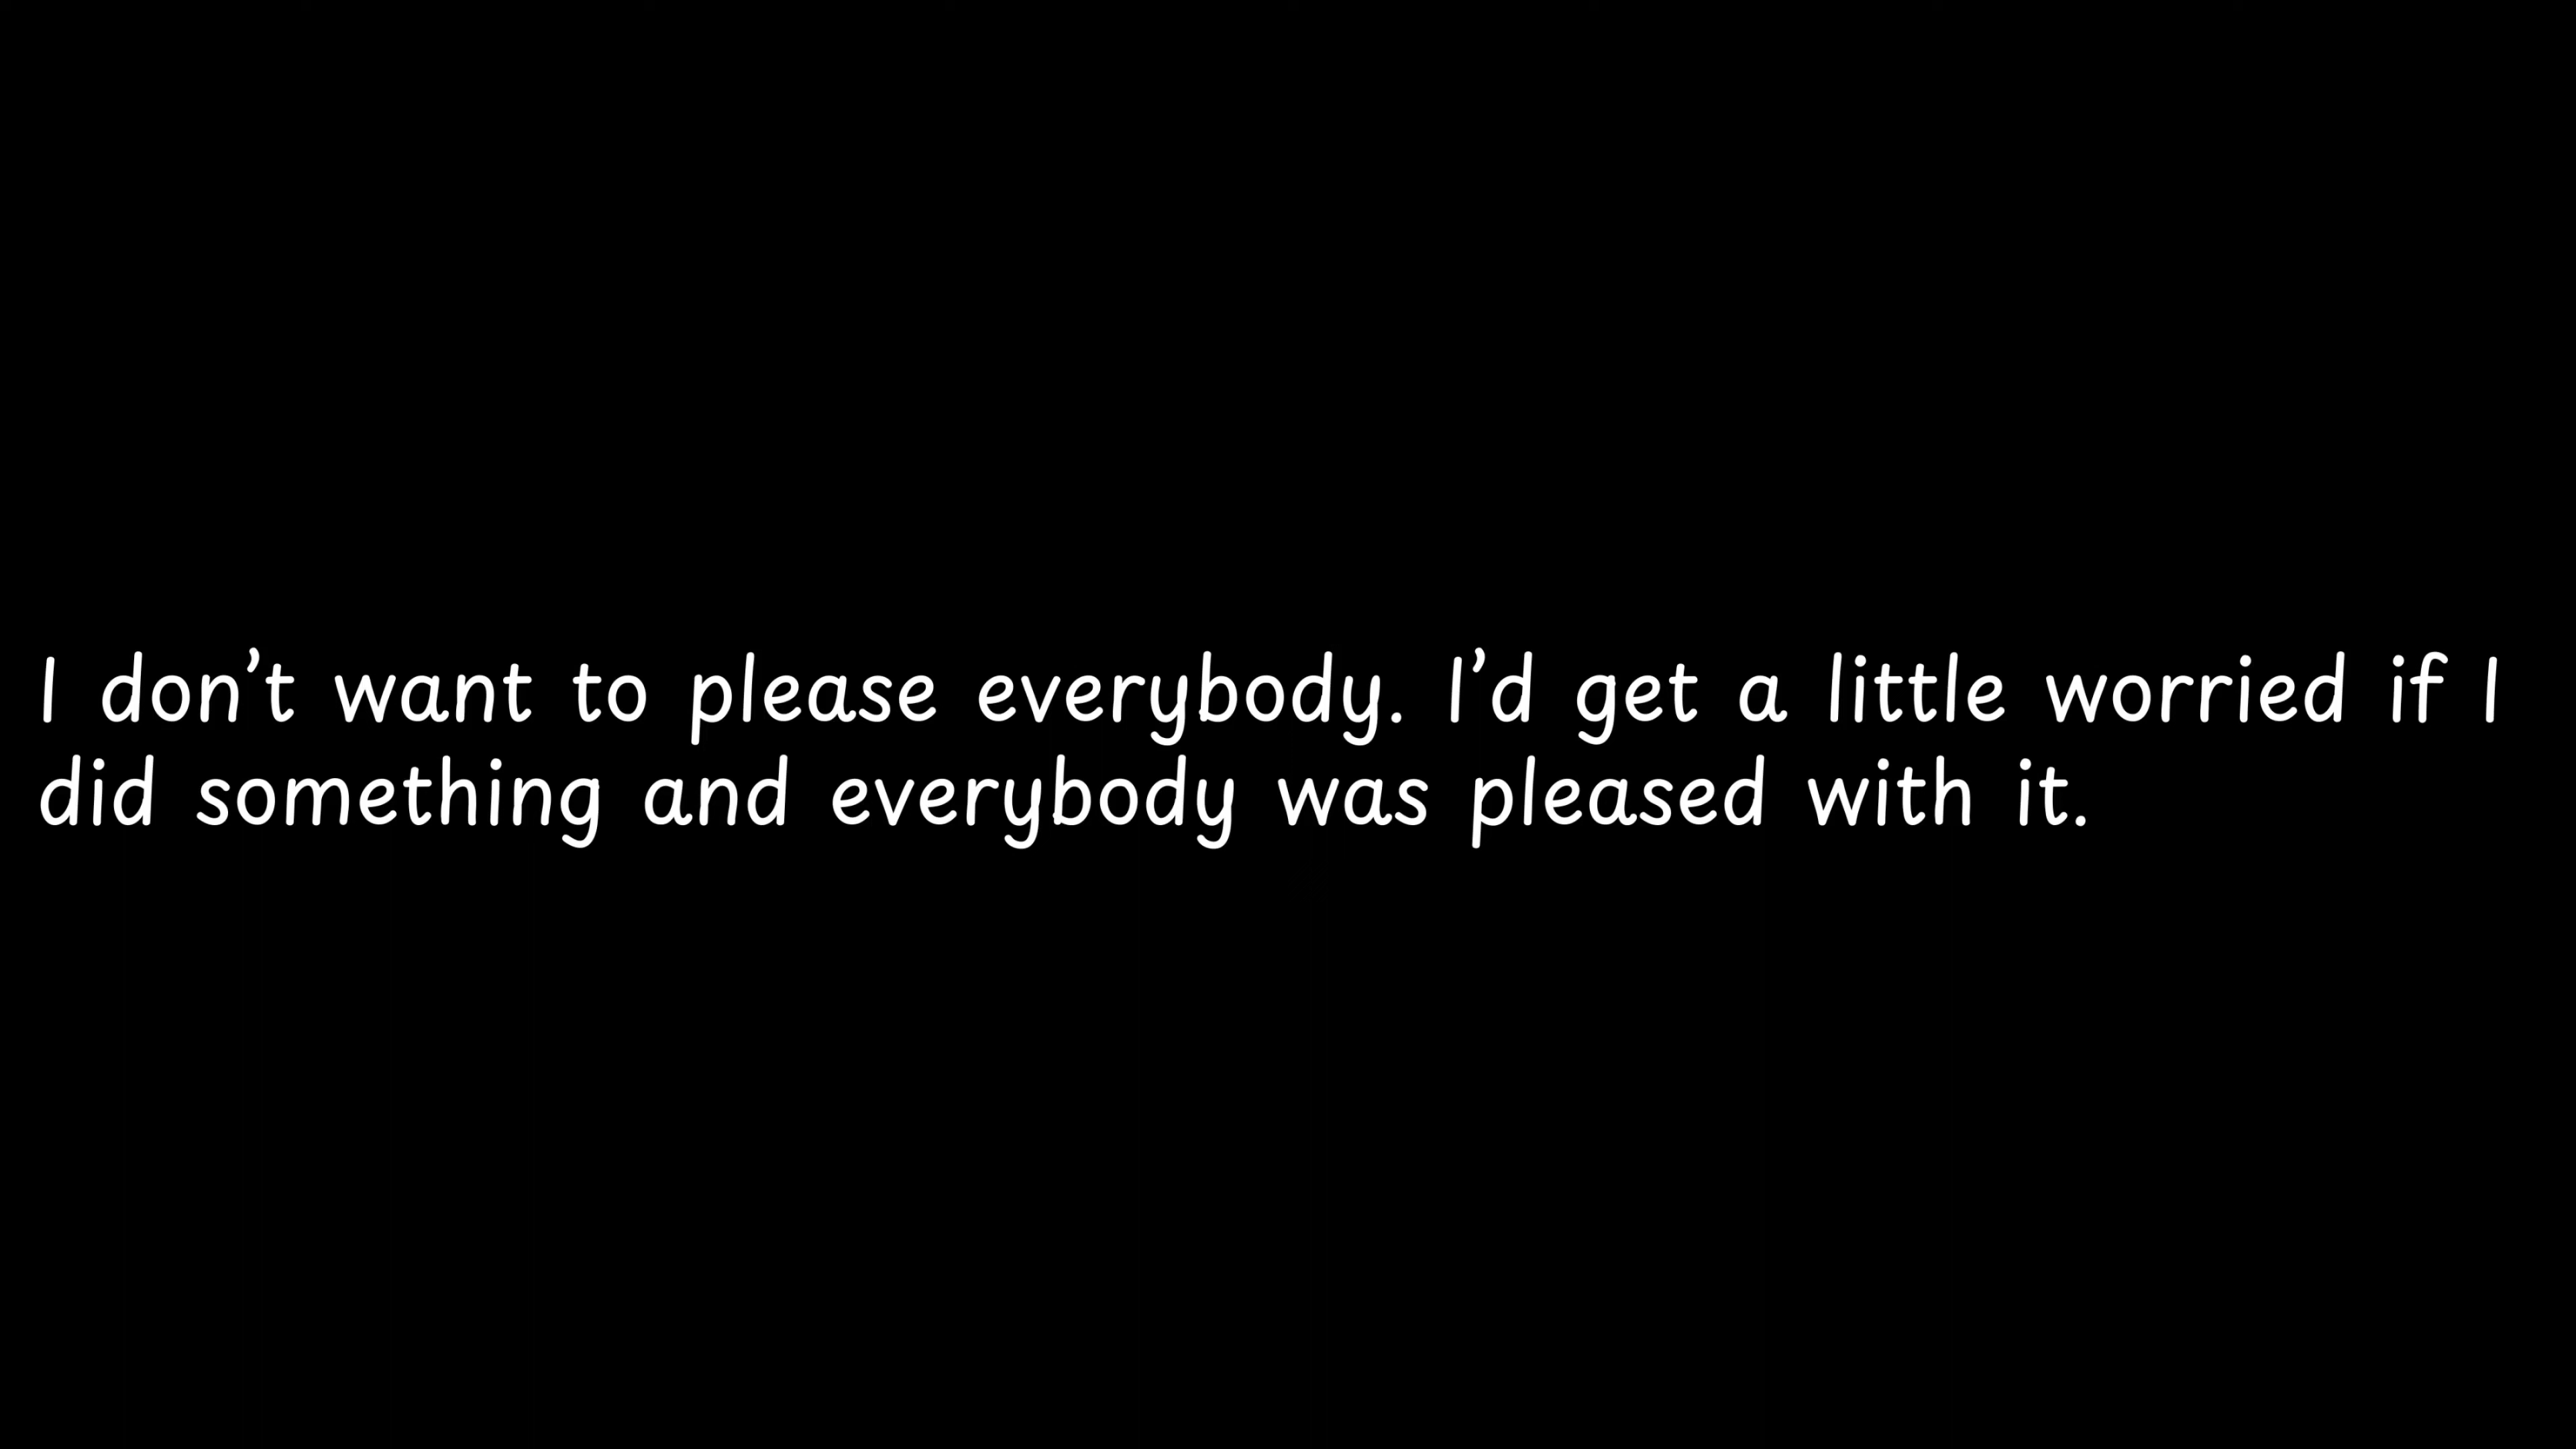 I don’t want to please everybody. I’d get a little worried if I
did something and everybody was pleased with it.